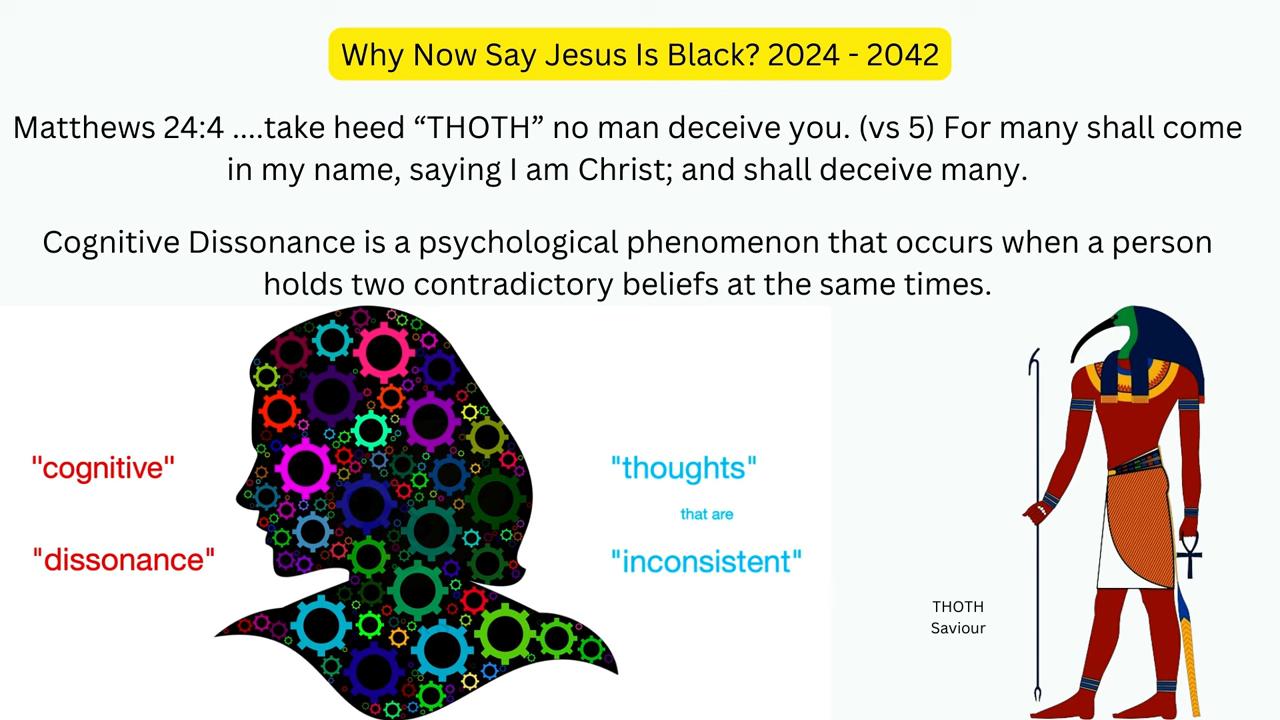 Why Now Say Jesus Is Black? 2024 - 2042
Matthews 24:4 ....take heed “THOTH” no man deceive you. (vs 5) For many shall come
in my name, saying I am Christ; and shall deceive many.
Cognitive Dissonance is a psychological phenomenon that occurs when a person
holds two contradictory beliefs at the same times.
"cognitive"
"dissonance"
"thoughts"
that are
"inconsistent"
THOTH
Saviour